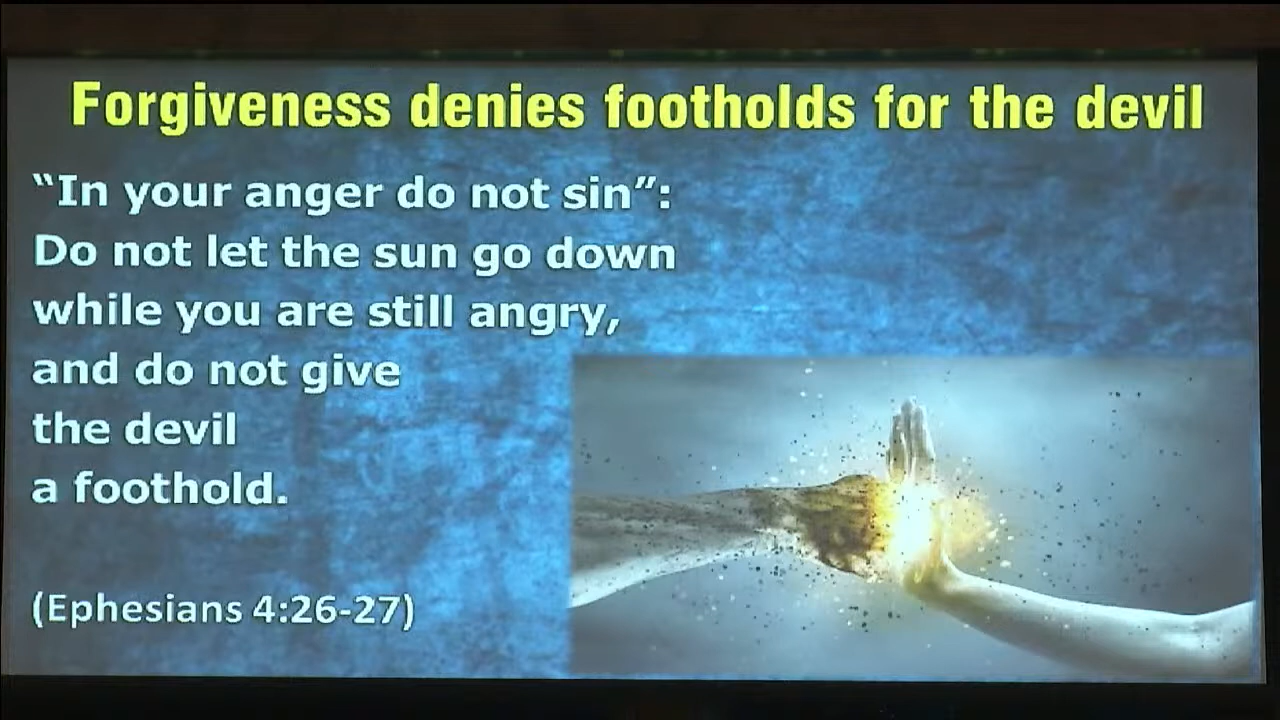 Forgiveness denies footholds for the devil
“In your anger do not sin”:
Do not let the sun go down
while you are still angry,
and do not give
the devil
a foothold.
(Ephesians 4:26-27)